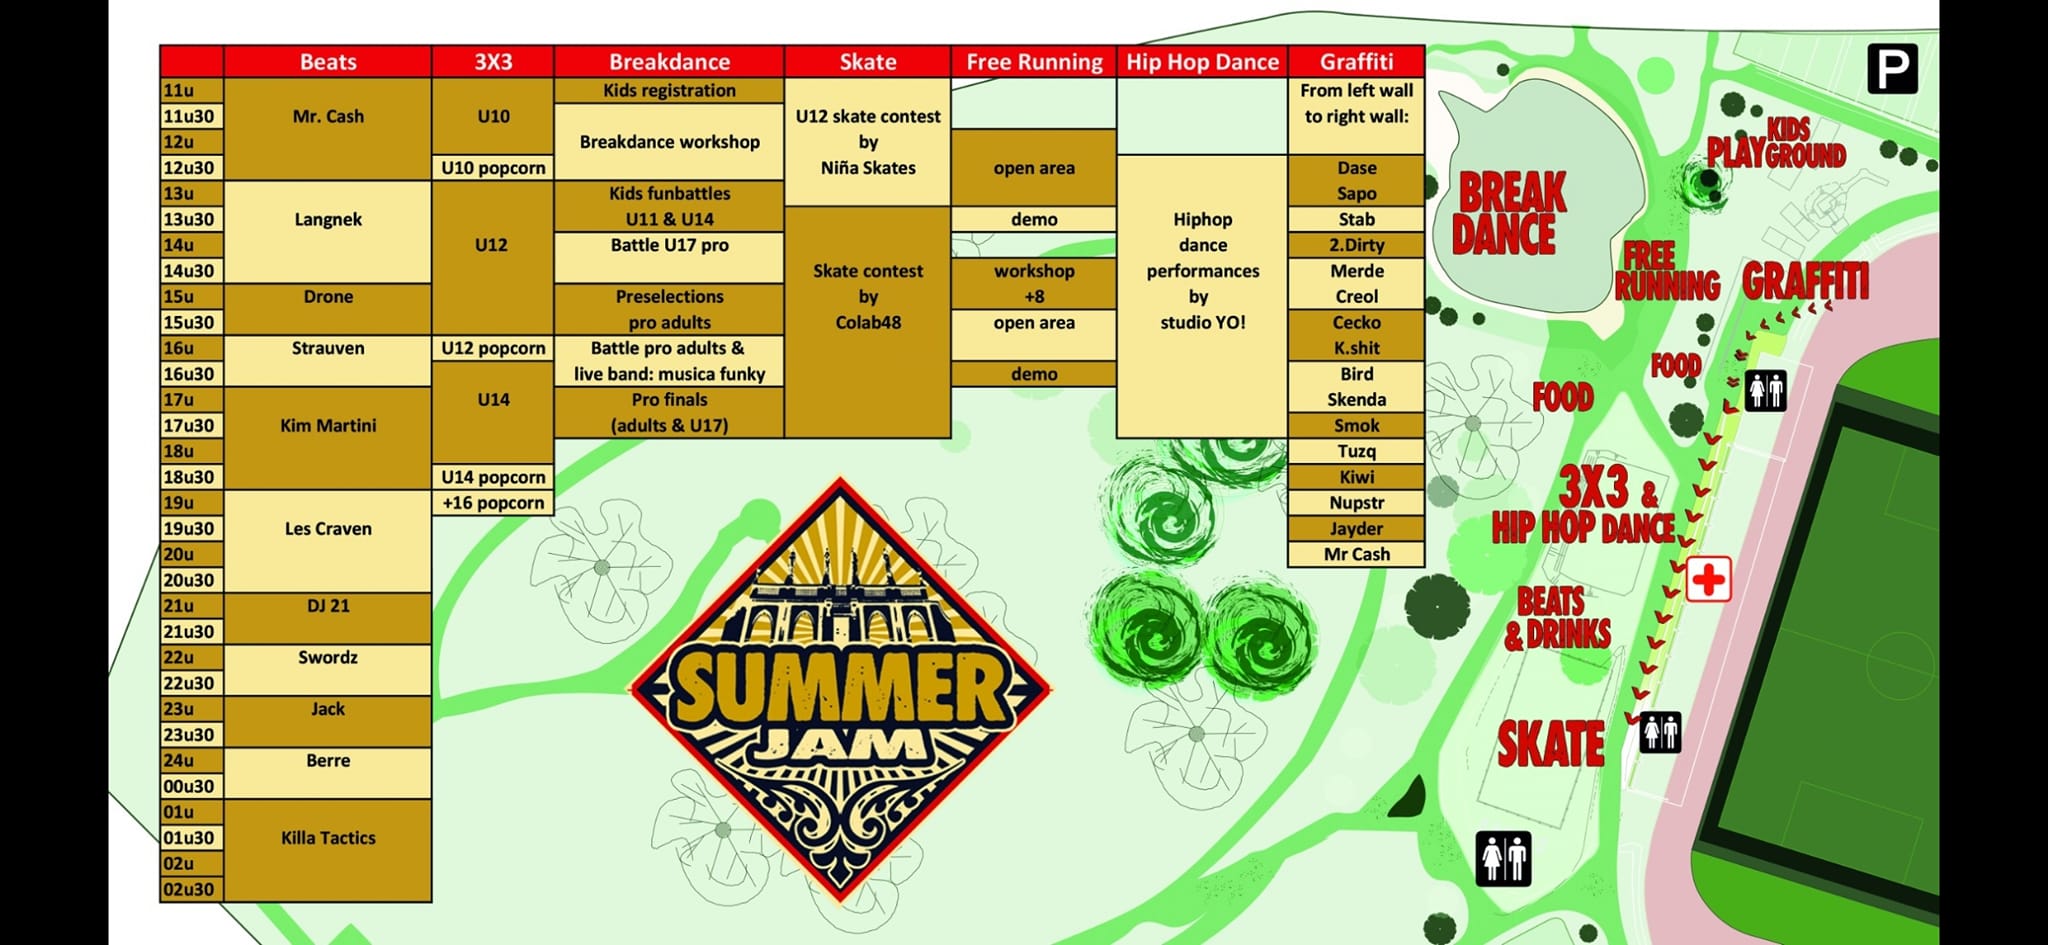 Beats 3X3 Breakdance Skate Free Running Hip Hop Dance Graffiti
11u
11u30
12u
12u30
13u
13u30
14u
14u30
15u
15u30
16u
16u30
17u
17u30
18u
18u30
19u
19u30
20u
20u30
21u
21u30
22u
22u30
23u
23u30
24u
00u30
01u
01u30
02u
02u30
Mr. Cash
Langnek
Drone
Strauven
Kim Martini
Les Craven
DJ 21
Swordz
Jack
Berre
Killa Tactics
U10
U10 popcorn
U12
U12 popcorn
U14
U14 popcorn
+16 popcorn
Kids registration
Breakdance workshop
Kids funbattles
U11 & U14
Battle U17 pro
Preselections
pro adults
Battle pro adults &
live band: musica funky
Pro finals
(adults & U17)
U12 skate contest
by
Niña Skates
Skate contest
by
Colab48
open area
demo
workshop
+8
open area
demo
Hiphop
dance
performances
by
studio YO!
From left wall
to right wall:
Dase
Sapo
Stab
2.Dirty
Merde
Creol
Cecko
K.shit
Bird
Skenda
Smok
Tuzq
Kiwi
Nupstr
Jayder
Mr Cash
SUMMER
JAM
P
KIDS
PLAYGROUND
BREAK
DANCE
FREE
RUNNING
GRAFFITI
FOOD
FOOD
3X3 &
HIP HOP DANCE
BEATS
& DRINKS
SKATE